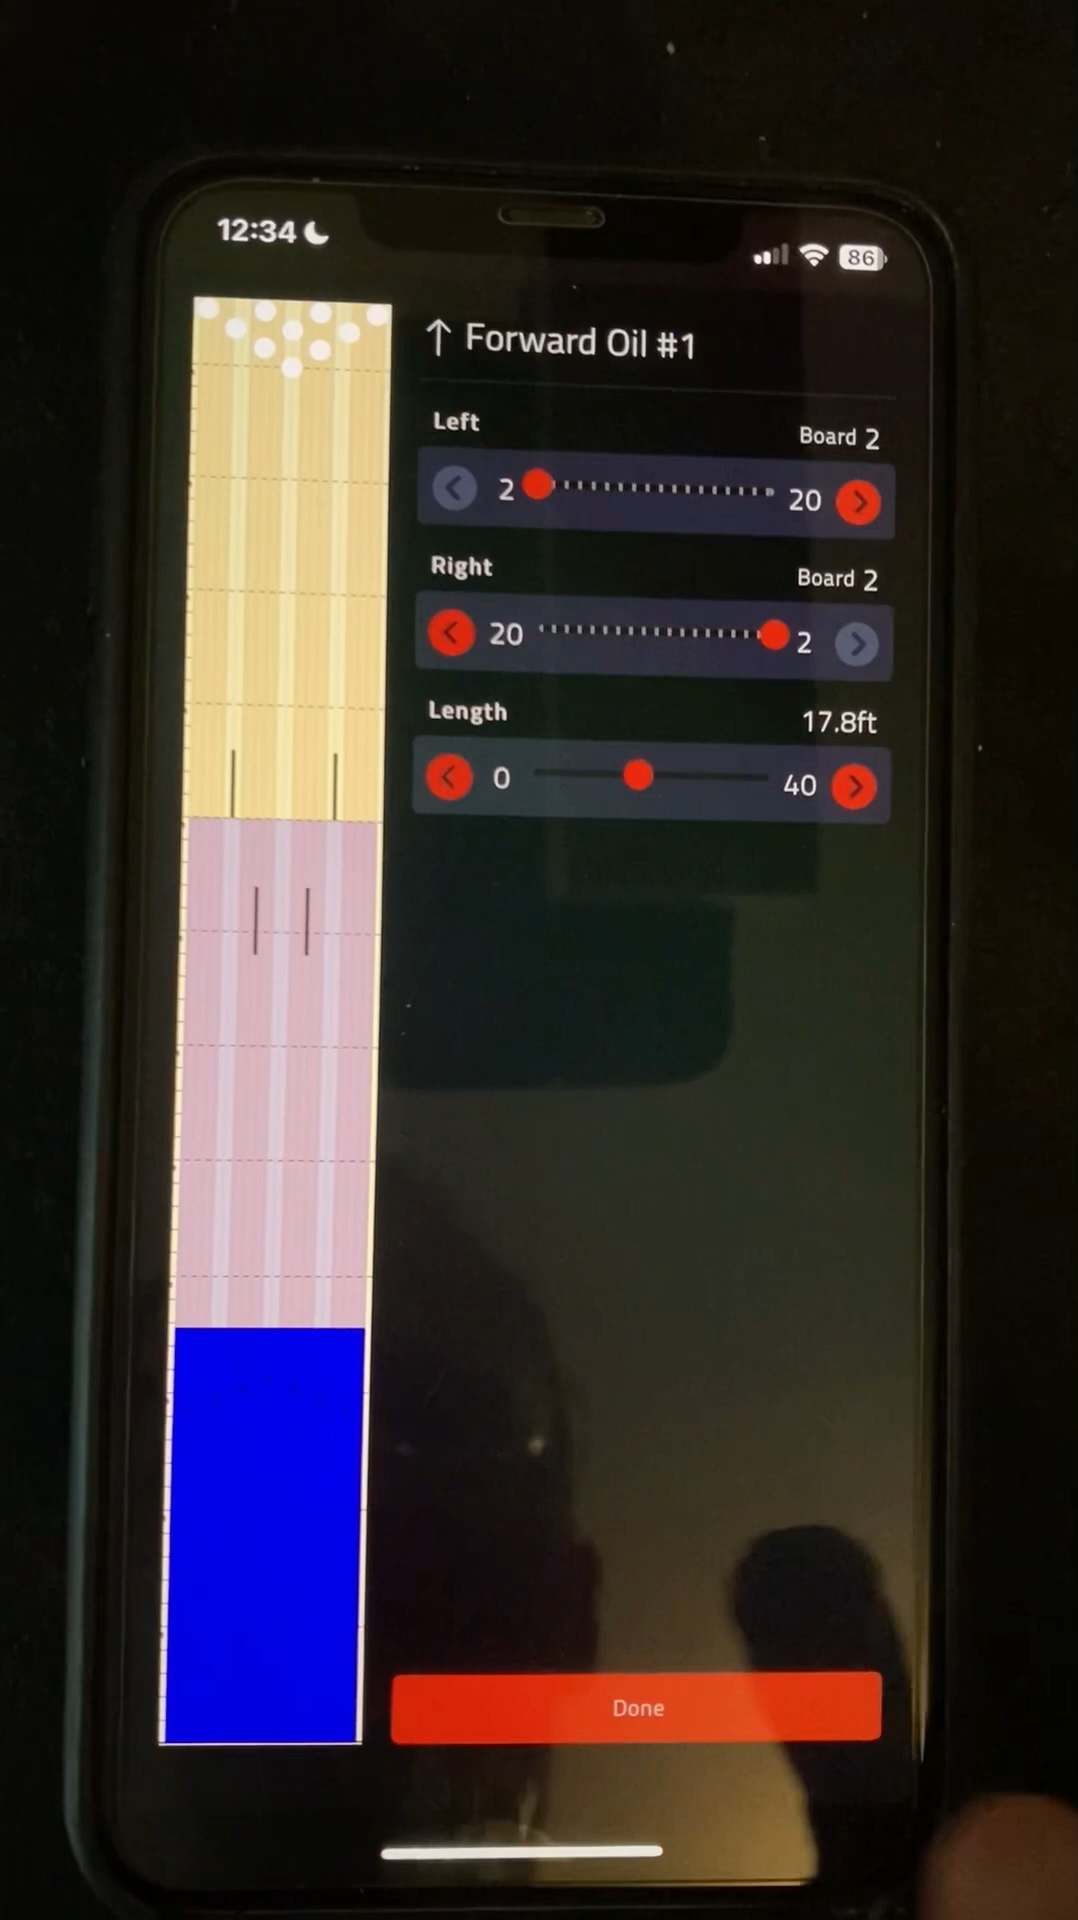 12:34
86
↑ Forward Oil #1
Left Board 2
2 20
Right Board 2
20 2
Length 17.8ft
0 40
Done